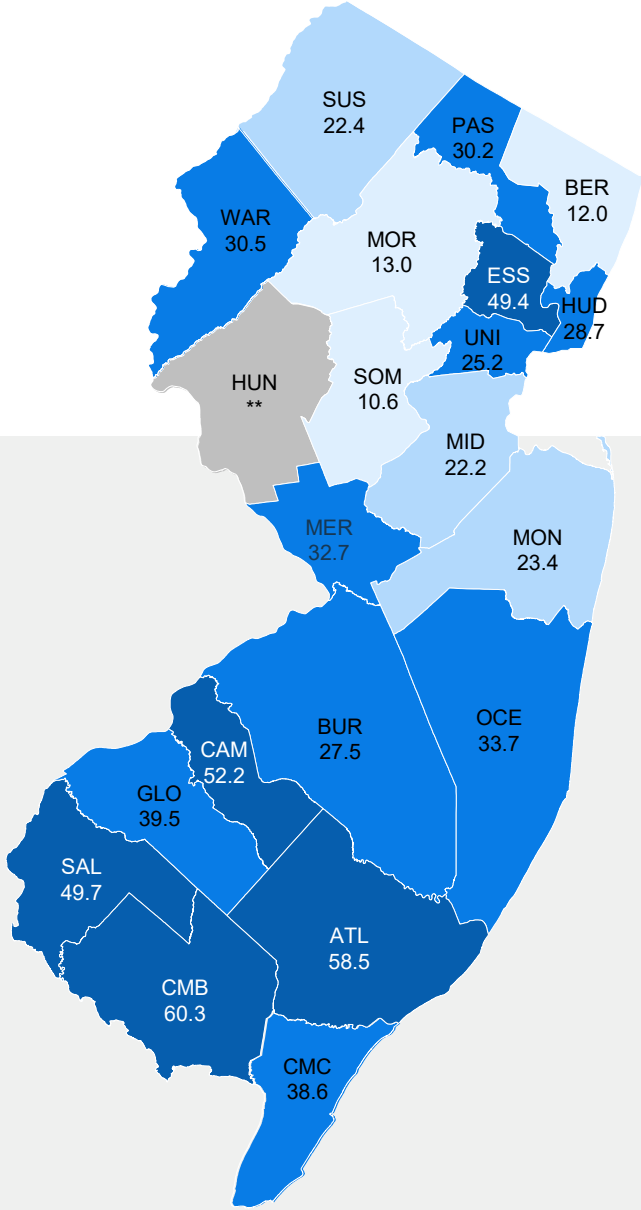 SUS
22.4
PAS
30.2
BER
12.0
WAR
30.5
MOR
13.0
ESS
49.4
HUD
28.7
UNI
25.2
HUN
**
SOM
10.6
MID
22.2
MER
32.7
MON
23.4
BUR
27.5
OCE
33.7
CAM
52.2
GLO
39.5
SAL
49.7
ATL
58.5
CMB
60.3
CMC
38.6